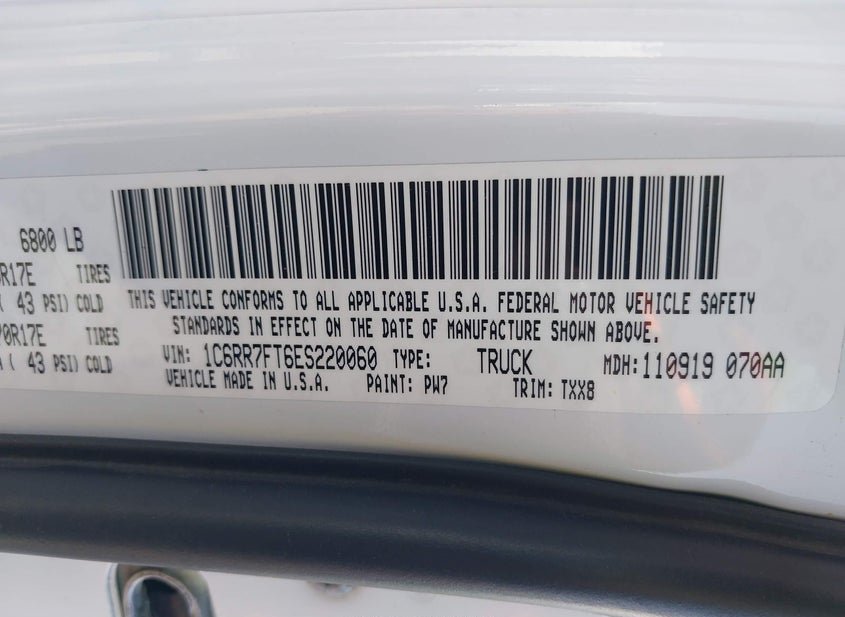 6800 LB
R17E TIRES
( 43 PSI) COLD
0R17E TIRES
( 43 PSI) COLD
THIS VEHICLE CONFORMS TO ALL APPLICABLE U.S.A. FEDERAL MOTOR VEHICLE SAFETY
STANDARDS IN EFFECT ON THE DATE OF MANUFACTURE SHOWN ABOVE.
VIN: 1C6RR7FT6ES220060 TYPE: TRUCK MDH: 110919 070AA
VEHICLE MADE IN U.S.A. PAINT: PW7 TRIM: TXX8